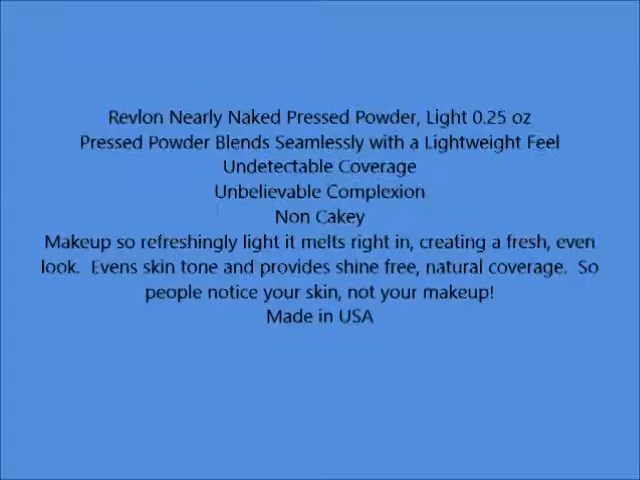 Revlon Nearly Naked Pressed Powder, Light 0.25 oz
Pressed Powder Blends Seamlessly with a Lightweight Feel
Undetectable Coverage
Unbelievable Complexion
Non Cakey
Makeup so refreshingly light it melts right in, creating a fresh, even
look.  Evens skin tone and provides shine free, natural coverage.  So
people notice your skin, not your makeup!
Made in USA